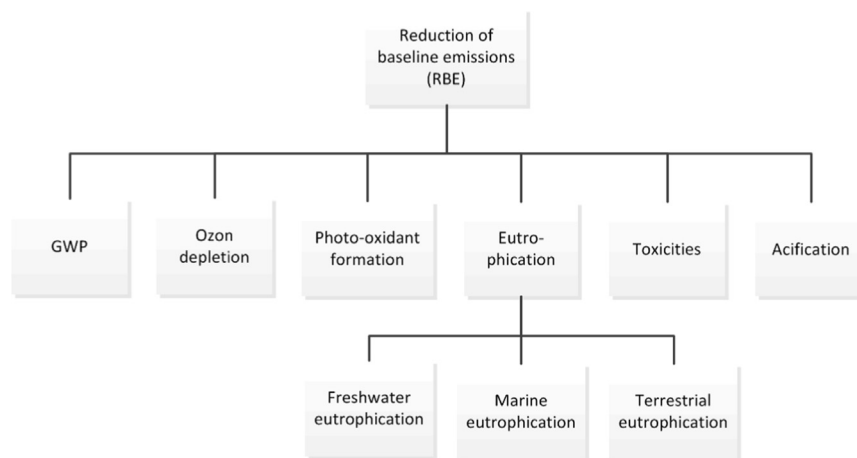 Reduction of
baseline emissions
(RBE)
GWP
Ozon
depletion
Photo-oxidant
formation
Eutro-
phication
Toxicities
Acification
Freshwater
eutrophication
Marine
eutrophication
Terrestrial
eutrophication